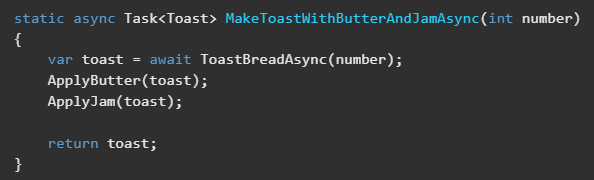 static async Task<Toast> MakeToastWithButterAndJamAsync(int number)
{
    var toast = await ToastBreadAsync(number);
    ApplyButter(toast);
    ApplyJam(toast);

    return toast;
}